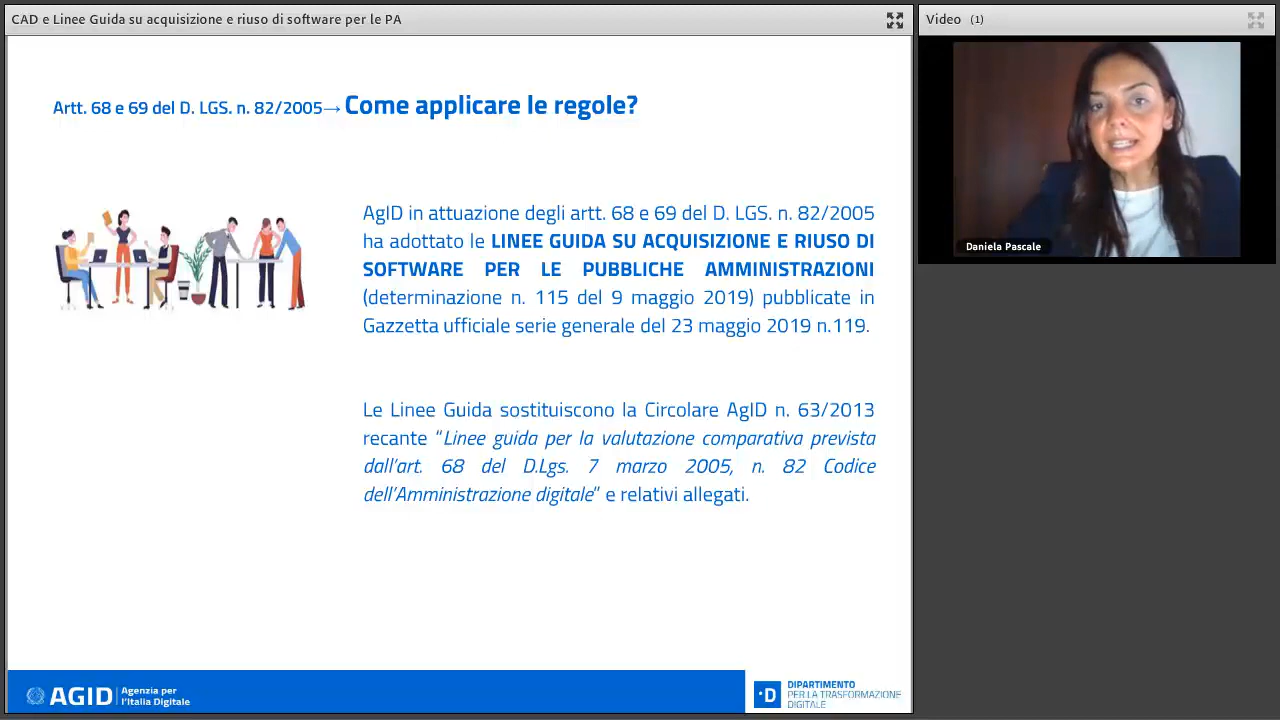 CAD e Linee Guida su acquisizione e riuso di software per le PA
Video (1)
Artt. 68 e 69 del D. LGS. n. 82/2005→ Come applicare le regole?
AgID in attuazione degli artt. 68 e 69 del D. LGS. n. 82/2005
ha adottato le LINEE GUIDA SU ACQUISIZIONE E RIUSO DI
SOFTWARE PER LE PUBBLICHE AMMINISTRAZIONI
(determinazione n. 115 del 9 maggio 2019) pubblicate in
Gazzetta ufficiale serie generale del 23 maggio 2019 n.119.
Le Linee Guida sostituiscono la Circolare AgID n. 63/2013
recante “Linee guida per la valutazione comparativa prevista
dall’art. 68 del D.Lgs. 7 marzo 2005, n. 82 Codice
dell’Amministrazione digitale” e relativi allegati.
Daniela Pascale
AGID
Agenzia per
l’Italia Digitale
D
DIPARTIMENTO
PER LA TRASFORMAZIONE
DIGITALE